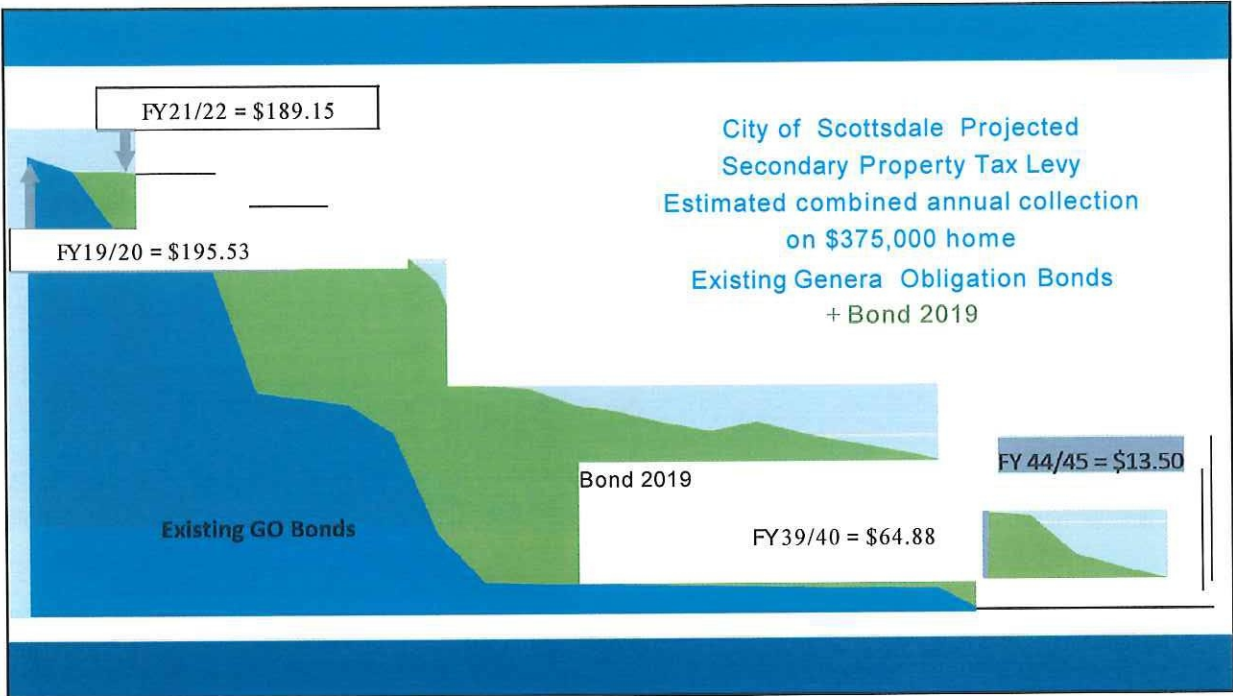 FY21/22 = $189.15
City of Scottsdale Projected
Secondary Property Tax Levy
Estimated combined annual collection
on $375,000 home
Existing Genera Obligation Bonds
+ Bond 2019
FY19/20 = $195.53
FY 44/45 = $13.50
Bond 2019
Existing GO Bonds
FY39/40 = $64.88